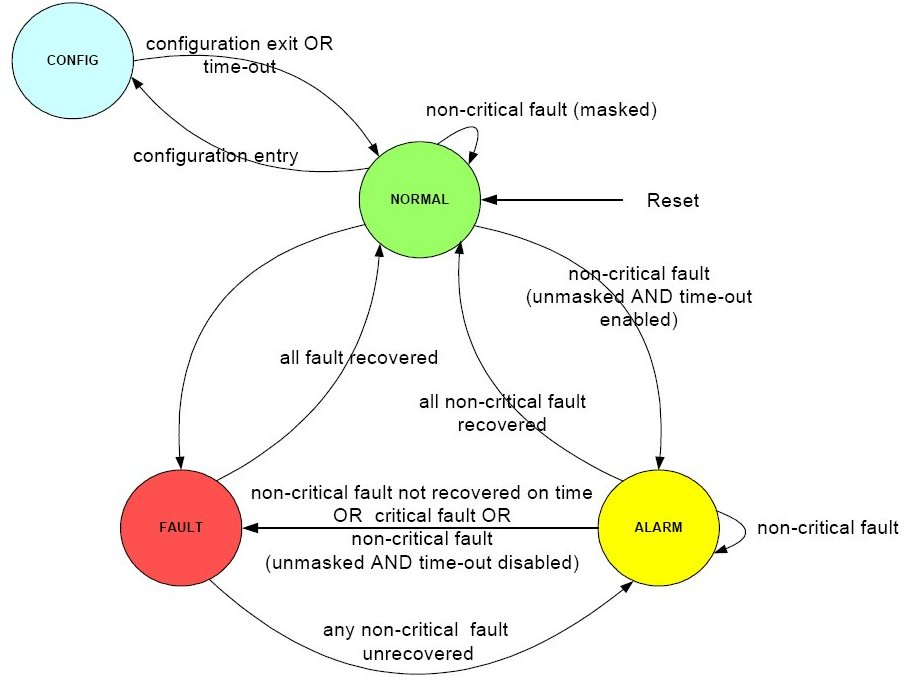 CONFIG
configuration exit OR
time-out
non-critical fault (masked)
configuration entry
NORMAL
Reset
non-critical fault
(unmasked AND time-out
enabled)
all fault recovered
all non-critical fault
recovered
non-critical fault not recovered on time
OR critical fault OR
non-critical fault
(unmasked AND time-out disabled)
FAULT
ALARM
non-critical fault
any non-critical fault
unrecovered